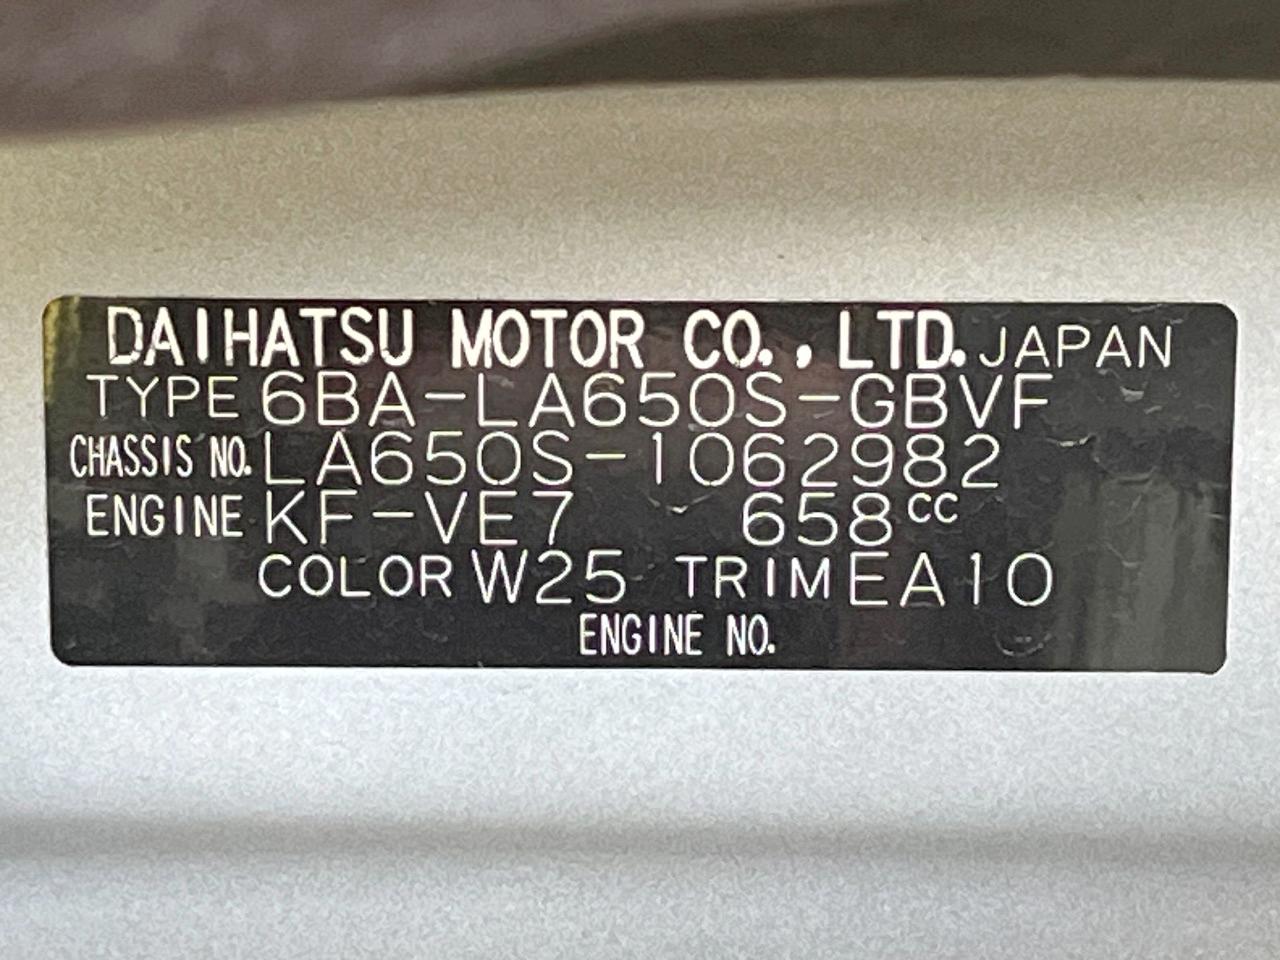 DAIHATSU MOTOR CO., LTD. JAPAN
TYPE 6BA-LA650S-GBVF
CHASSIS NO. LA650S-1062982
ENGINE KF-VE7 658cc
COLOR W25 TRIM EA10
ENGINE NO.